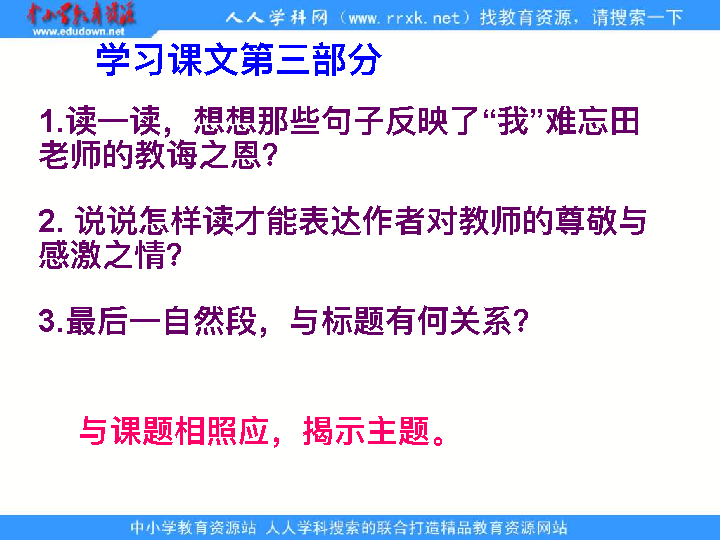 中小学教育资源
www.edudown.net
人人学科网（www.rrxk.net）找教育资源，请搜索一下
学习课文第三部分
1.读一读，想想那些句子反映了“我”难忘田
老师的教诲之恩？
2. 说说怎样读才能表达作者对教师的尊敬与
感激之情？
3.最后一自然段，与标题有何关系？
与课题相照应，揭示主题。
中小学教育资源站 人人学科搜索的联合打造精品教育资源网站